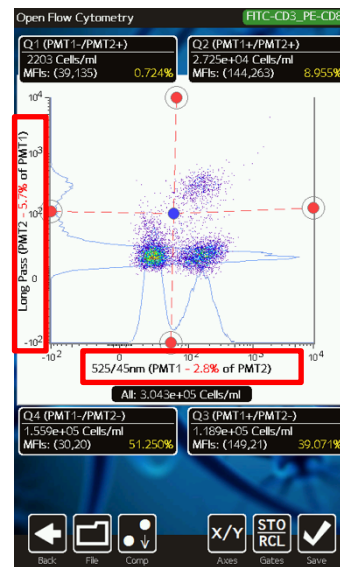 Open Flow Cytometry
FITC-CD3_PE-CD8
Q1 (PMT1-/PMT2+)
2203 Cells/ml
MFIs: (39,135) 0.724%
Q2 (PMT1+/PMT2+)
2.725e+04 Cells/ml
MFIs: (144,263) 8.955%
Long Pass (PMT2 - 5.7% of PMT1)
10⁴
10³
10²
0
-10²
-10² 0 10² 10³ 10⁴
525/45nm (PMT1 - 2.8% of PMT2)
All: 3.043e+05 Cells/ml
Q4 (PMT1-/PMT2-)
1.559e+05 Cells/ml
MFIs: (30,20) 51.250%
Q3 (PMT1+/PMT2-)
1.189e+05 Cells/ml
MFIs: (149,21) 39.071%
X/Y
STO
RCL
Back File Comp Axes Gates Save